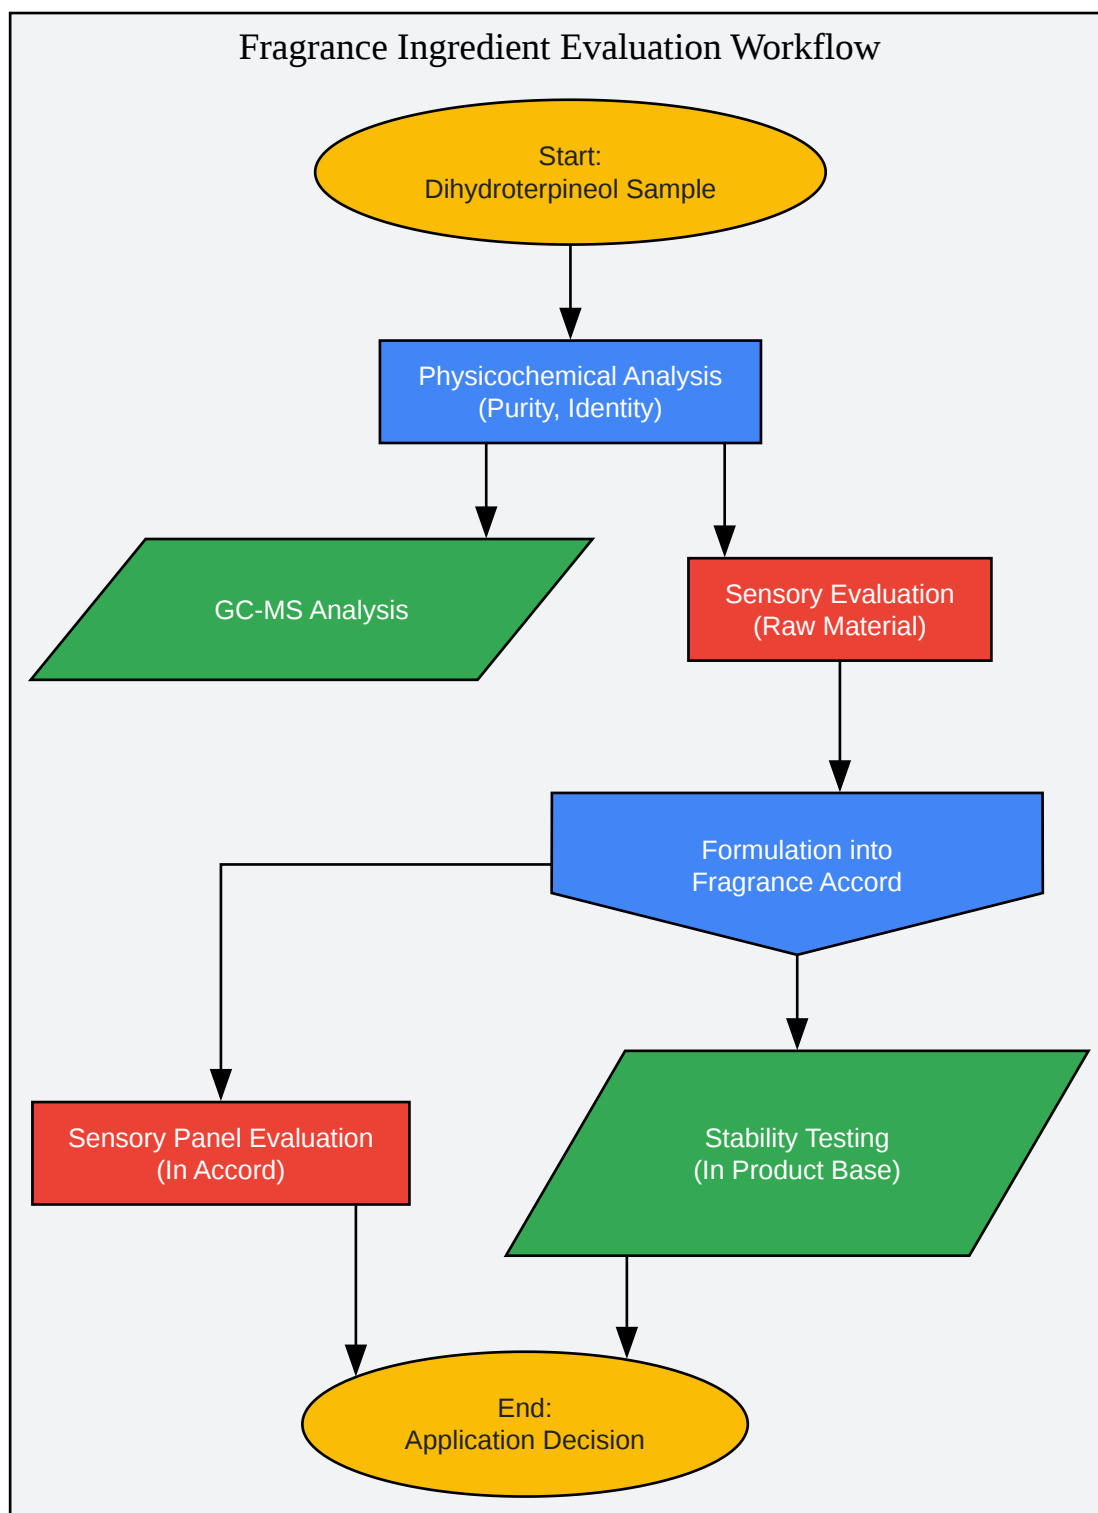 Fragrance Ingredient Evaluation Workflow
Start:
Dihydroterpineol Sample
Physicochemical Analysis
(Purity, Identity)
GC-MS Analysis
Sensory Evaluation
(Raw Material)
Formulation into
Fragrance Accord
Sensory Panel Evaluation
(In Accord)
Stability Testing
(In Product Base)
End:
Application Decision